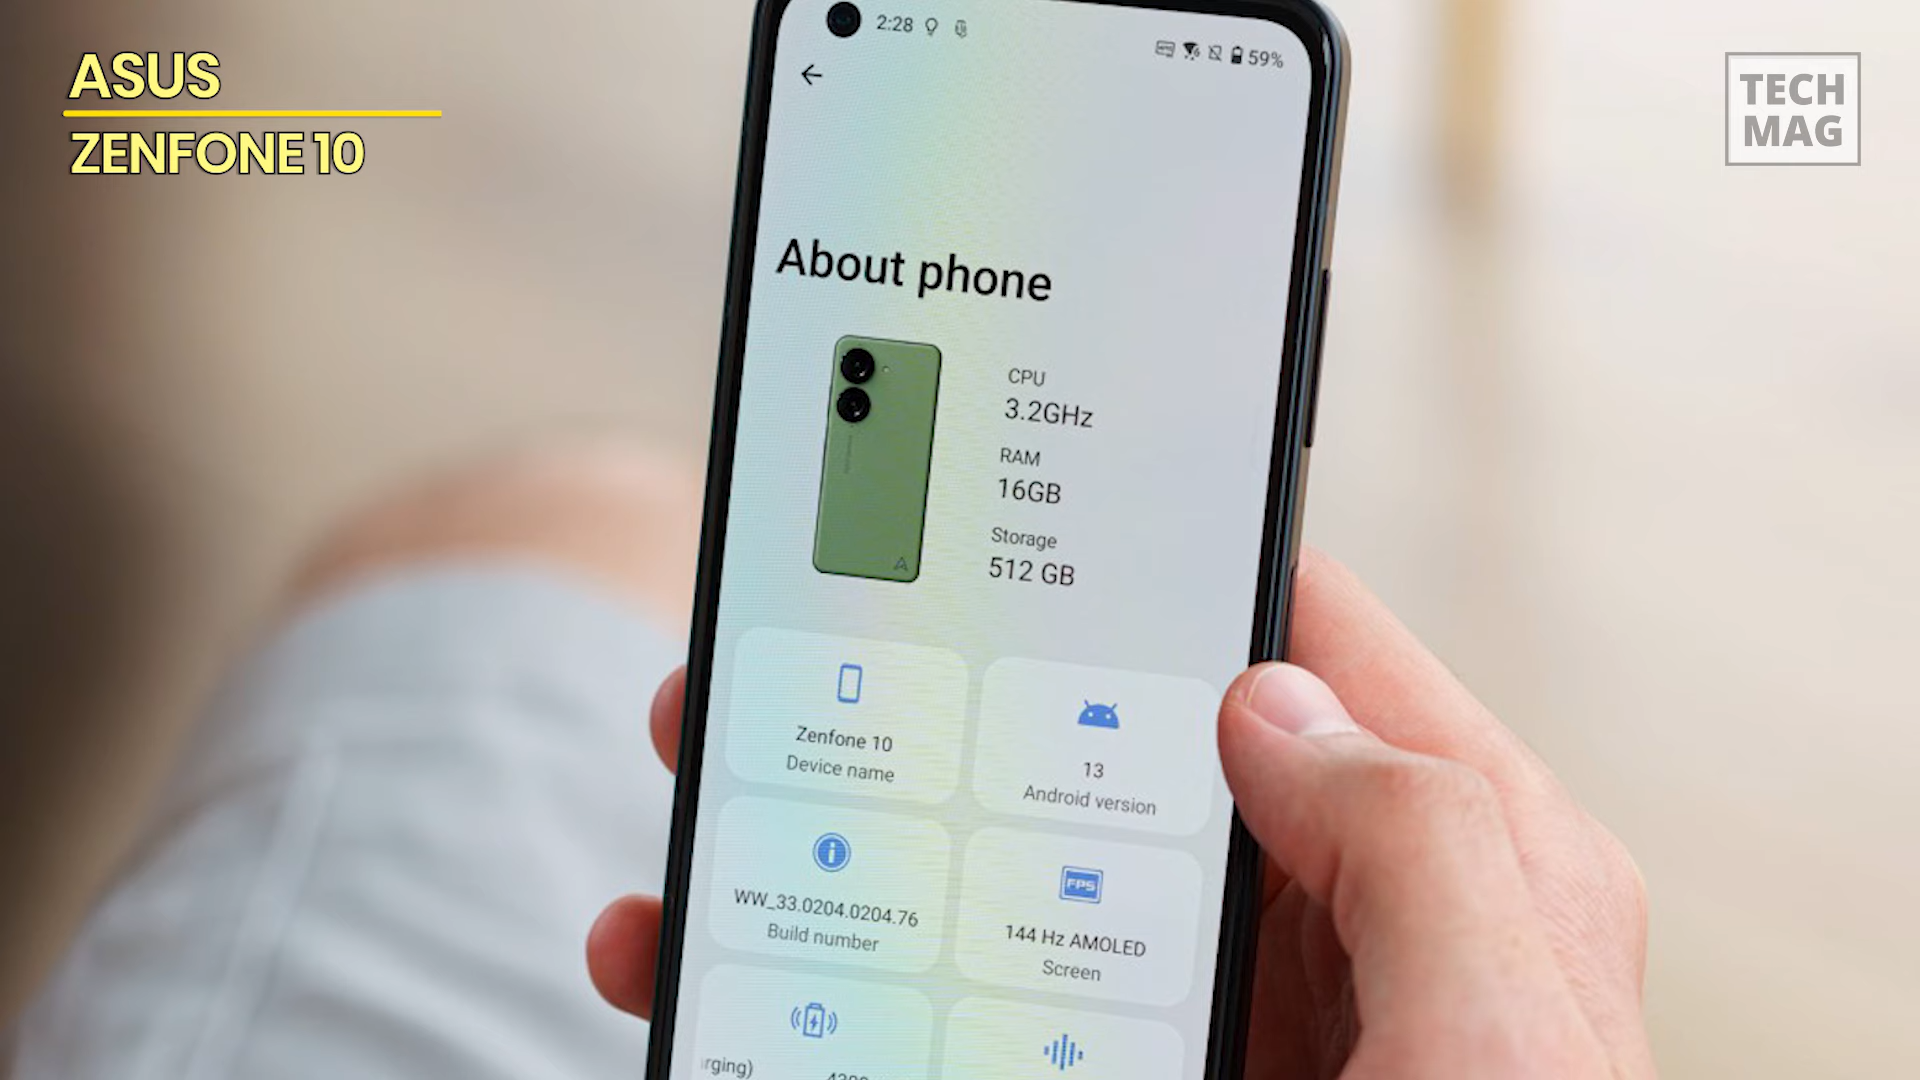 ASUS
ZENFONE 10
TECH
MAG
2:28
59%
About phone
CPU
3.2GHz
RAM
16GB
Storage
512 GB
Zenfone 10
Device name
13
Android version
WW_33.0204.0204.76
Build number
FPS
144 Hz AMOLED
Screen
rging)